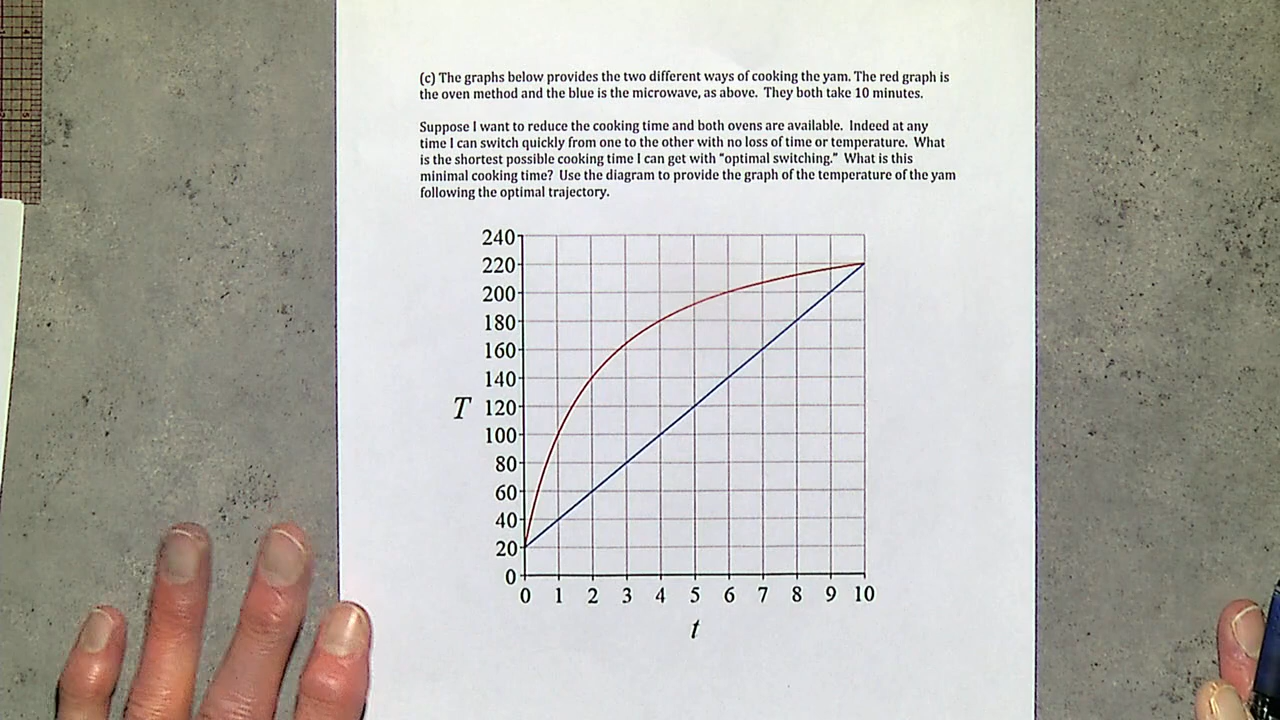 (c) The graphs below provides the two different ways of cooking the yam. The red graph is
the oven method and the blue is the microwave, as above. They both take 10 minutes.
Suppose I want to reduce the cooking time and both ovens are available. Indeed at any
time I can switch quickly from one to the other with no loss of time or temperature. What
is the shortest possible cooking time I can get with “optimal switching.” What is this
minimal cooking time? Use the diagram to provide the graph of the temperature of the yam
following the optimal trajectory.
240
220
200
180
160
140
T 120
100
80
60
40
20
0
0 1 2 3 4 5 6 7 8 9 10
t